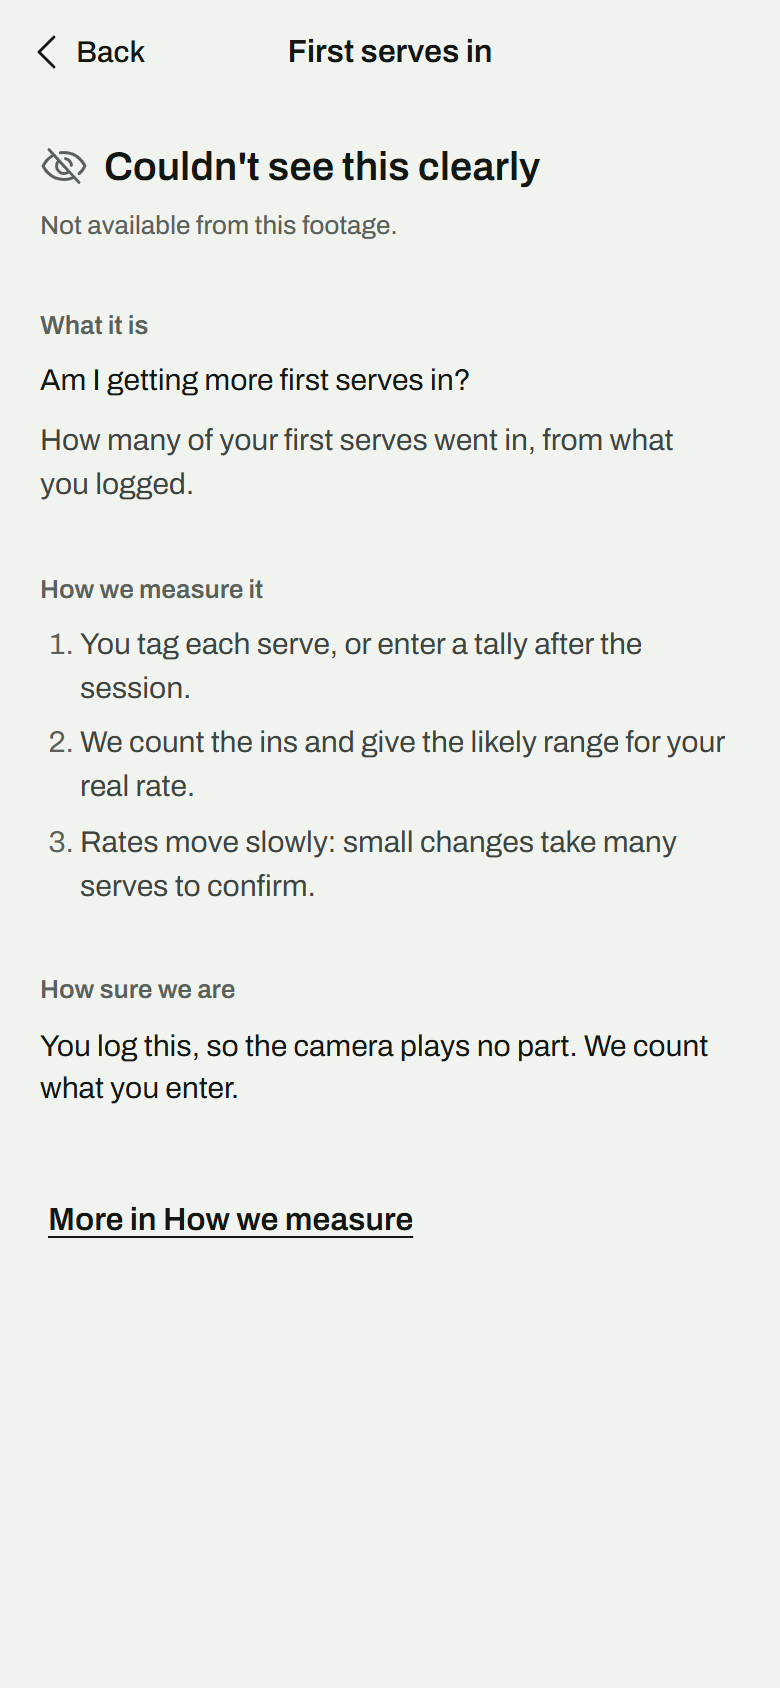 Back
First serves in
Couldn't see this clearly
Not available from this footage.
What it is
Am I getting more first serves in?
How many of your first serves went in, from what
you logged.
How we measure it
1. You tag each serve, or enter a tally after the
session.
2. We count the ins and give the likely range for your
real rate.
3. Rates move slowly: small changes take many
serves to confirm.
How sure we are
You log this, so the camera plays no part. We count
what you enter.
More in How we measure